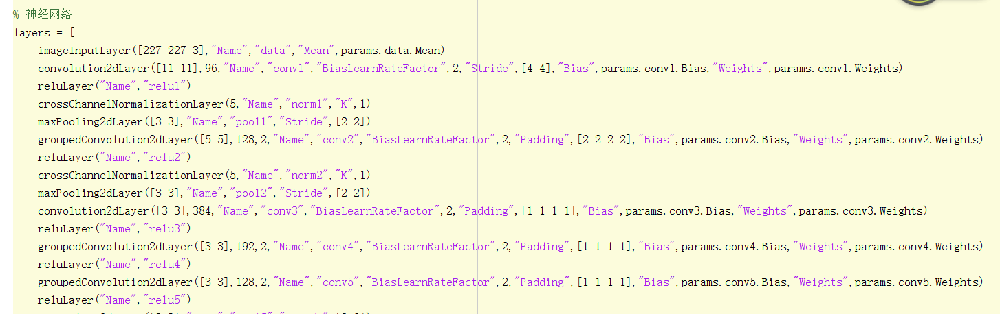 % 神经网络
layers = [
    imageInputLayer([227 227 3],"Name","data","Mean",params.data.Mean)
    convolution2dLayer([11 11],96,"Name","conv1","BiasLearnRateFactor",2,"Stride",[4 4],"Bias",params.conv1.Bias,"Weights",params.conv1.Weights)
    reluLayer("Name","relu1")
    crossChannelNormalizationLayer(5,"Name","norm1","K",1)
    maxPooling2dLayer([3 3],"Name","pool1","Stride",[2 2])
    groupedConvolution2dLayer([5 5],128,2,"Name","conv2","BiasLearnRateFactor",2,"Padding",[2 2 2 2],"Bias",params.conv2.Bias,"Weights",params.conv2.Weights)
    reluLayer("Name","relu2")
    crossChannelNormalizationLayer(5,"Name","norm2","K",1)
    maxPooling2dLayer([3 3],"Name","pool2","Stride",[2 2])
    convolution2dLayer([3 3],384,"Name","conv3","BiasLearnRateFactor",2,"Padding",[1 1 1 1],"Bias",params.conv3.Bias,"Weights",params.conv3.Weights)
    reluLayer("Name","relu3")
    groupedConvolution2dLayer([3 3],192,2,"Name","conv4","BiasLearnRateFactor",2,"Padding",[1 1 1 1],"Bias",params.conv4.Bias,"Weights",params.conv4.Weights)
    reluLayer("Name","relu4")
    groupedConvolution2dLayer([3 3],128,2,"Name","conv5","BiasLearnRateFactor",2,"Padding",[1 1 1 1],"Bias",params.conv5.Bias,"Weights",params.conv5.Weights)
    reluLayer("Name","relu5")